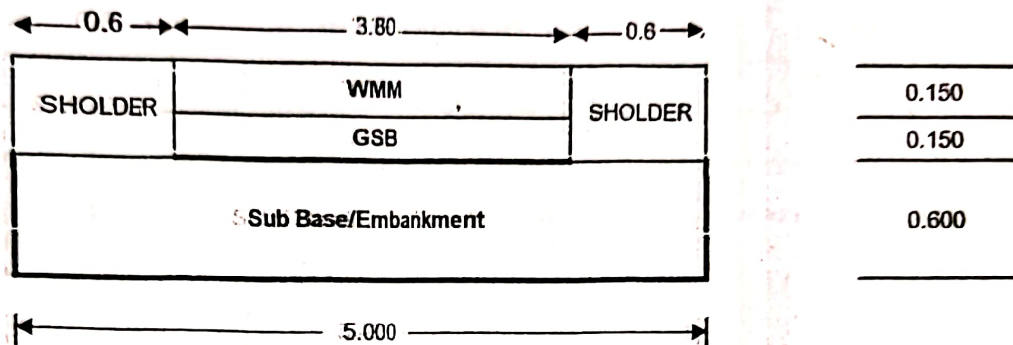 0.6 3.80 0.6
WMM 0.150
SHOLDER SHOLDER
GSB 0.150
Sub Base/Embankment 0.600
5.000